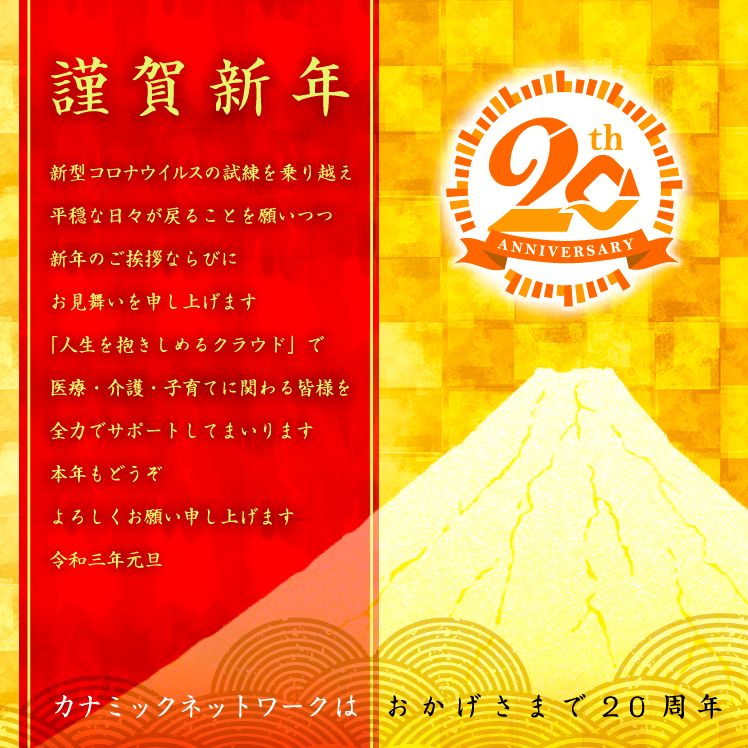 謹賀新年
新型コロナウイルスの試練を乗り越え
平穏な日々が戻ることを願いつつ
新年のご挨拶ならびに
お見舞いを申し上げます
「人生を抱きしめるクラウド」で
医療・介護・子育てに関わる皆様を
全力でサポートしてまいります
本年もどうぞ
よろしくお願い申し上げます
令和三年元旦
20th
ANNIVERSARY
カナミックネットワークは おかげさまで20周年